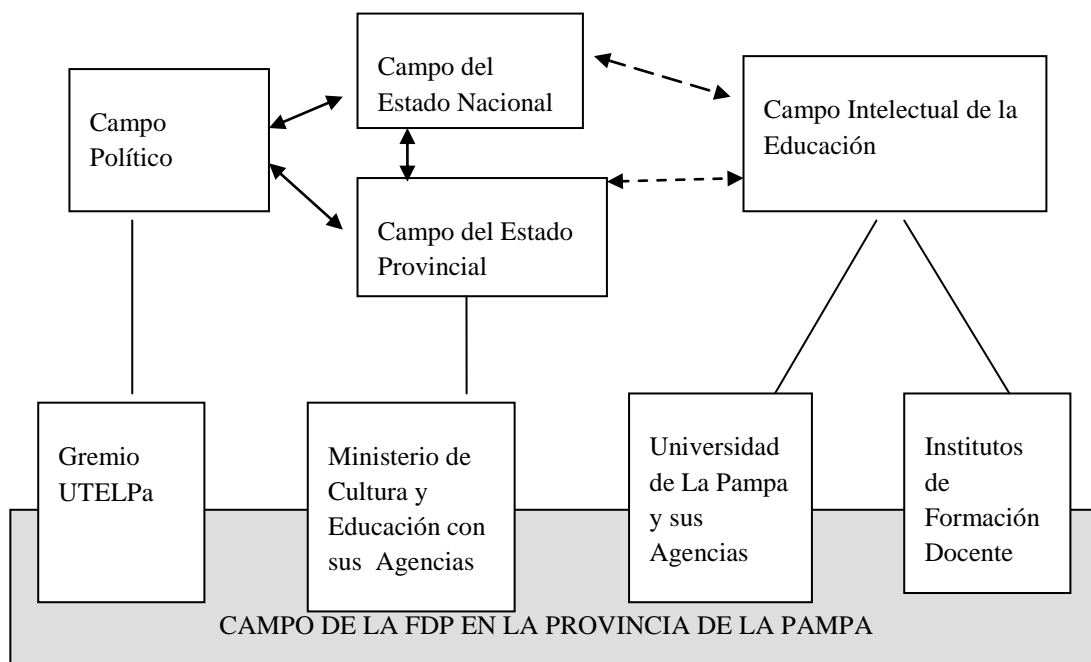 Campo del
Estado Nacional
Campo
Político
Campo Intelectual de la
Educación
Campo del Estado
Provincial
Gremio
UTELPa
Ministerio de
Cultura y
Educación con
sus Agencias
Universidad
de La Pampa
y sus
Agencias
Institutos
de
Formación
Docente
CAMPO DE LA FDP EN LA PROVINCIA DE LA PAMPA